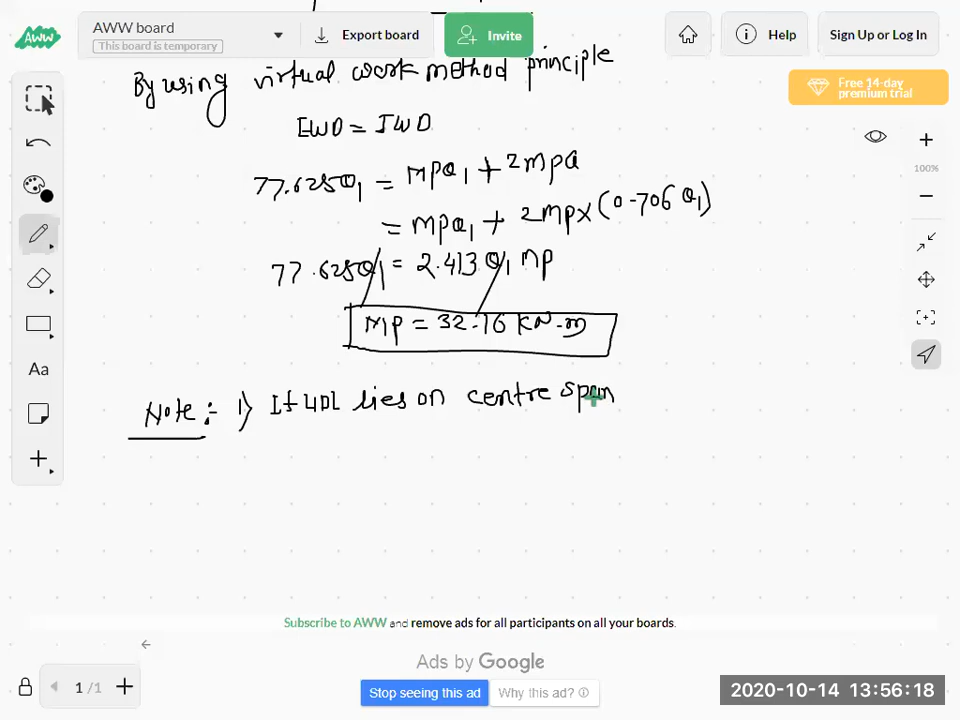 AWW
AWW board
This board is temporary
Export board
Invite
Help
Sign Up or Log In
Free 14-day
premium trial
By using virtual work method principle
EWD = IWD
77.625θ1 = Mpθ1 + 2Mpθ
= Mpθ1 + 2Mp x (0.706 θ1)
77.625θ1 = 2.413 θ1 Mp
Mp = 32.16 kN-m
Note :- 1) If UDL lies on centre span
100%
Aa
Subscribe to AWW and remove ads for all participants on all your boards.
Ads by Google
Stop seeing this ad
Why this ad?
1 /1
2020-10-14 13:56:18